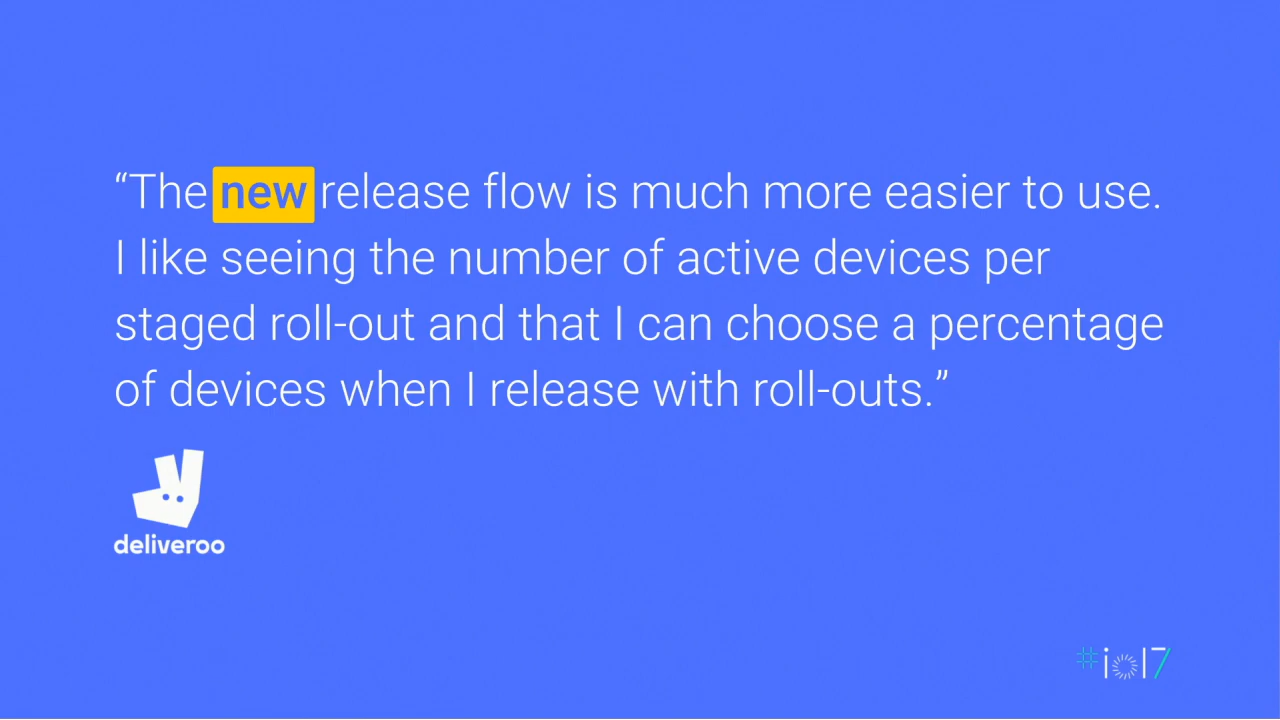 “The new release flow is much more easier to use.
I like seeing the number of active devices per
staged roll-out and that I can choose a percentage
of devices when I release with roll-outs.”
deliveroo
#io17